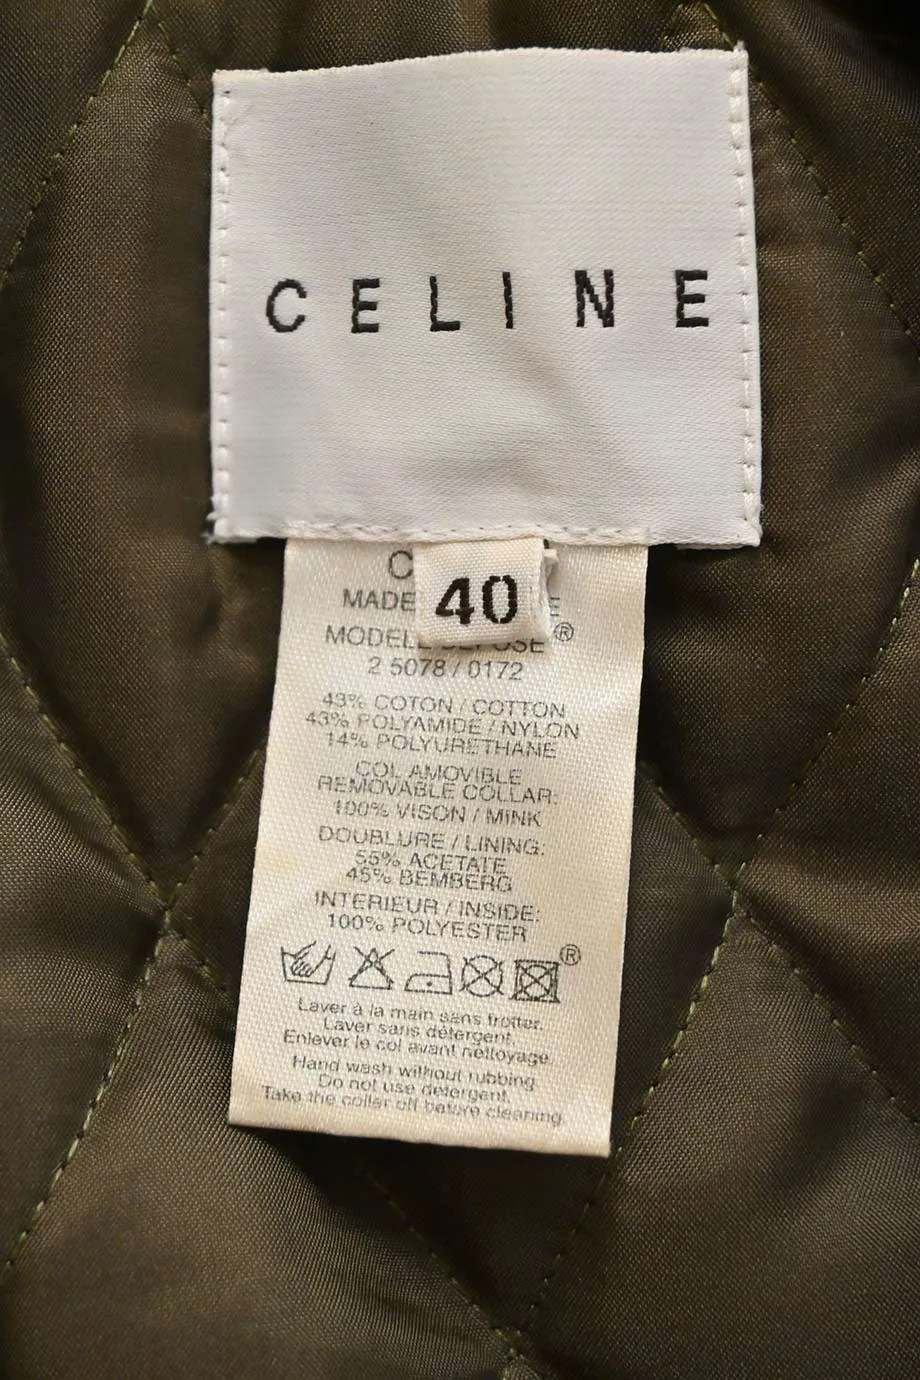 CELINE
40
MADE
MODELE DEPOSE®
2 5078 / 0172
43% COTON / COTTON
43% POLYAMIDE / NYLON
14% POLYURETHANE
COL AMOVIBLE
REMOVABLE COLLAR:
100% VISON / MINK
DOUBLURE / LINING:
55% ACETATE
45% BEMBERG
INTERIEUR / INSIDE:
100% POLYESTER
®
Laver à la main sans frotter.
Laver sans détergent.
Enlever le col avant nettoyage.
Hand wash without rubbing
Do not use detergent.
Take the coller off before cleaning.